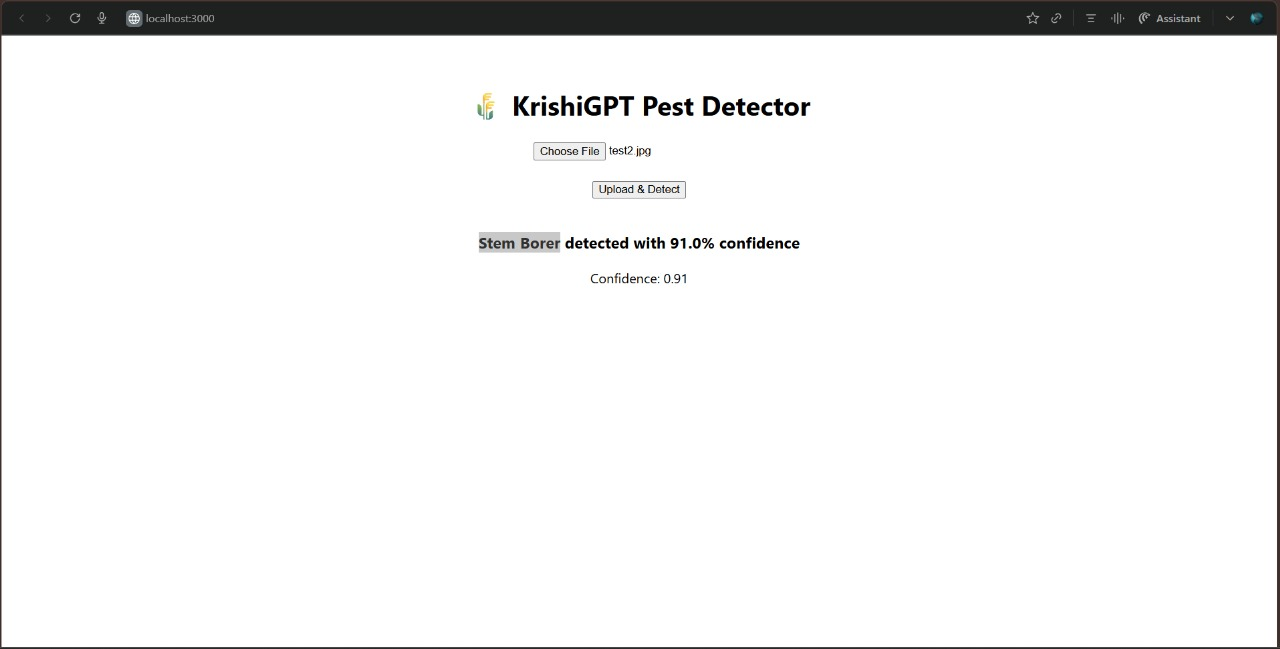 localhost:3000
Assistant
KrishiGPT Pest Detector
Choose File test2.jpg
Upload & Detect
Stem Borer detected with 91.0% confidence
Confidence: 0.91